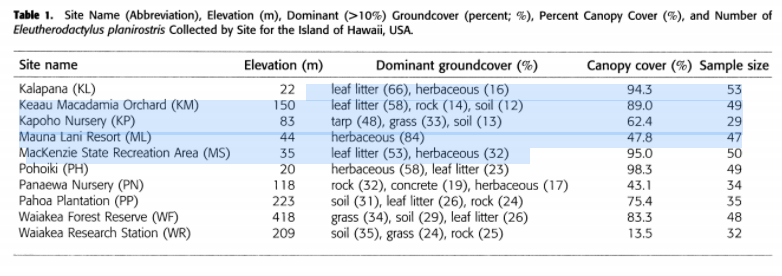 Table 1. Site Name (Abbreviation), Elevation (m), Dominant (>10%) Groundcover (percent; %), Percent Canopy Cover (%), and Number of
Eleutherodactylus planirostris Collected by Site for the Island of Hawaii, USA.
Site name Elevation (m) Dominant groundcover (%) Canopy cover (%) Sample size
Kalapana (KL) 22 leaf litter (66), herbaceous (16) 94.3 53
Keaau Macadamia Orchard (KM) 150 leaf litter (58), rock (14), soil (12) 89.0 49
Kapoho Nursery (KP) 83 tarp (48), grass (33), soil (13) 62.4 29
Mauna Lani Resort (ML) 44 herbaceous (84) 47.8 47
MacKenzie State Recreation Area (MS) 35 leaf litter (53), herbaceous (32) 95.0 50
Pohoiki (PH) 20 herbaceous (58), leaf litter (23) 98.3 49
Panaewa Nursery (PN) 118 rock (32), concrete (19), herbaceous (17) 43.1 34
Pahoa Plantation (PP) 223 soil (31), leaf litter (26), rock (24) 75.4 35
Waiakea Forest Reserve (WF) 418 grass (34), soil (29), leaf litter (26) 83.3 48
Waiakea Research Station (WR) 209 soil (35), grass (24), rock (25) 13.5 32